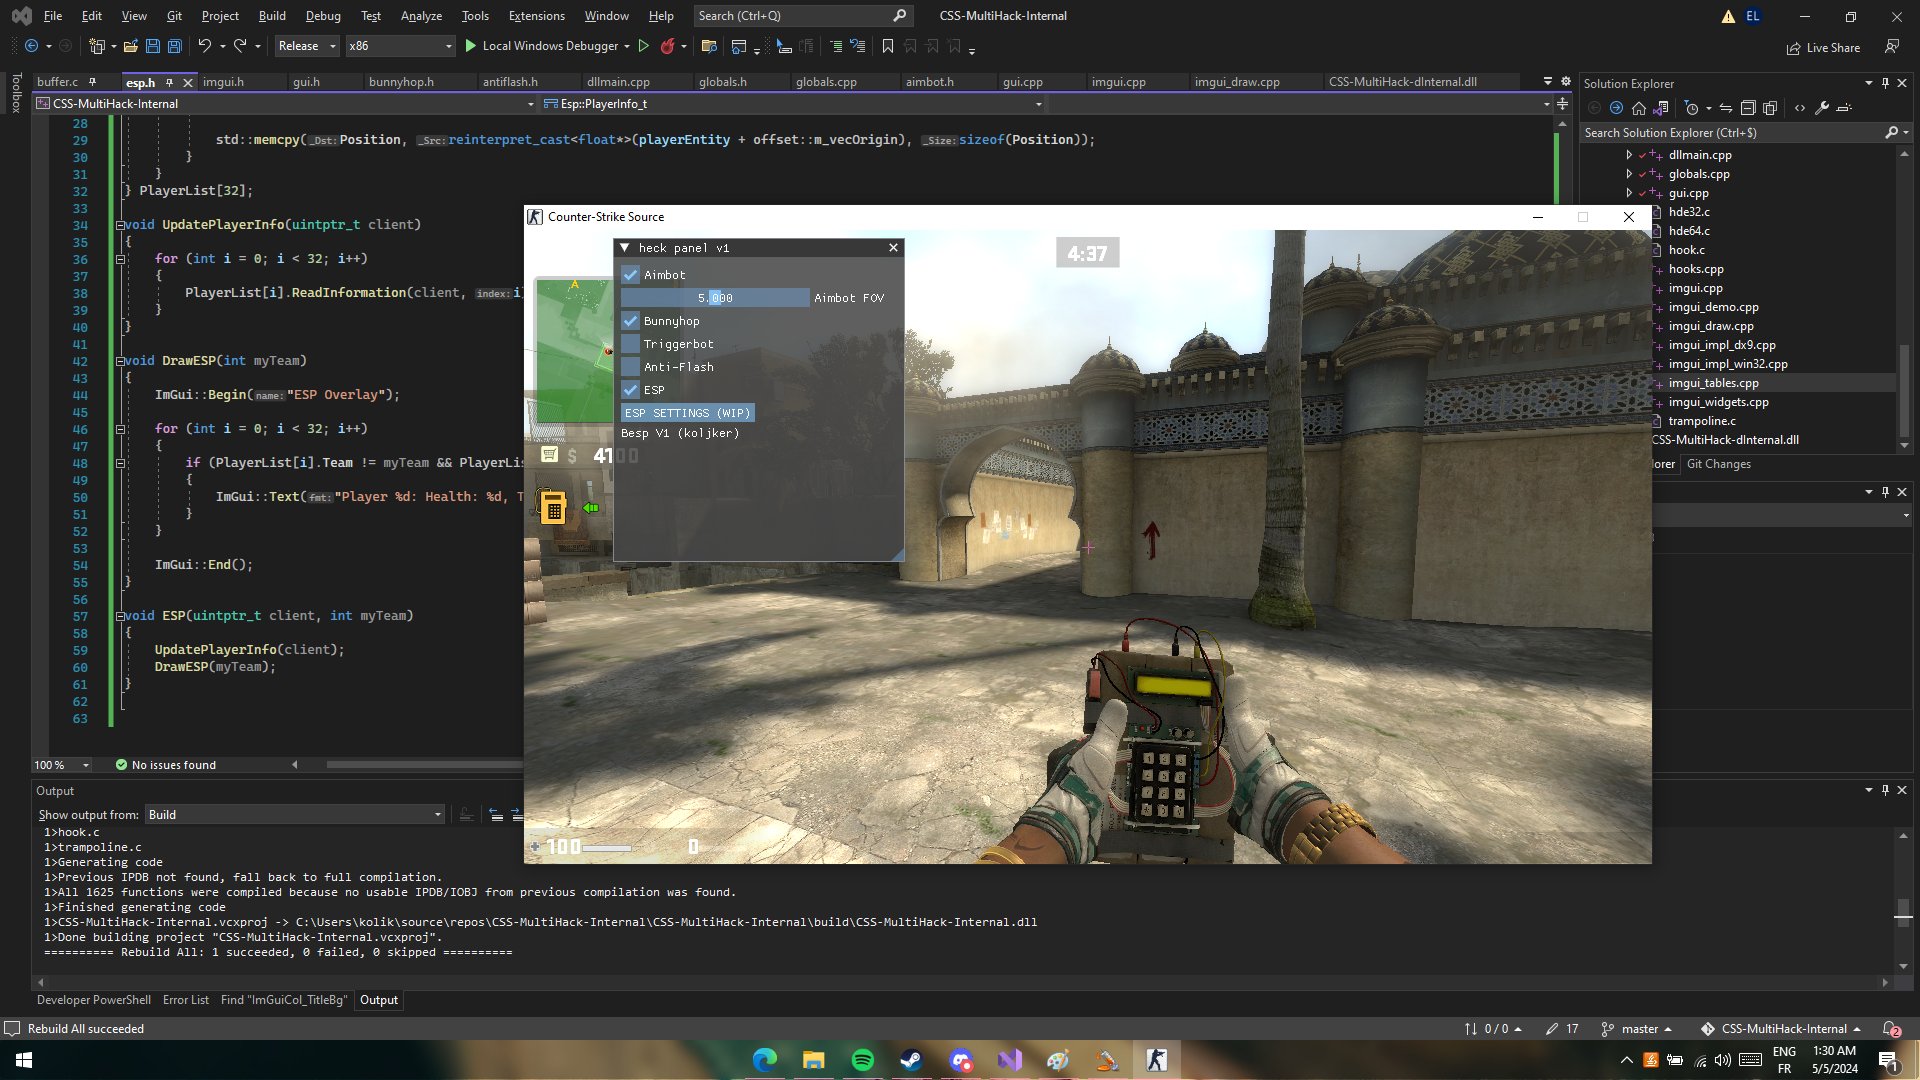 File Edit View Git Project Build Debug Test Analyze Tools Extensions Window Help Search (Ctrl+Q) CSS-MultiHack-Internal EL
Release x86 Local Windows Debugger Live Share
Toolbox
buffer.c esp.h imgui.h gui.h bunnyhop.h antiflash.h dllmain.cpp globals.h globals.cpp aimbot.h gui.cpp imgui.cpp imgui_draw.cpp CSS-MultiHack-dInternal.dll
CSS-MultiHack-Internal Esp::PlayerInfo_t
28
29 std::memcpy(_Dst:Position, _Src:reinterpret_cast<float*>(playerEntity + offset::m_vecOrigin), _Size:sizeof(Position));
30 }
31 }
32 } PlayerList[32];
33
34 void UpdatePlayerInfo(uintptr_t client)
35 {
36 for (int i = 0; i < 32; i++)
37 {
38 PlayerList[i].ReadInformation(client, index:i
39 }
40 }
41
42 void DrawESP(int myTeam)
43 {
44 ImGui::Begin(name:"ESP Overlay");
45
46 for (int i = 0; i < 32; i++)
47 {
48 if (PlayerList[i].Team != myTeam && PlayerLis
49 {
50 ImGui::Text(fmt:"Player %d: Health: %d, T
51 }
52 }
53
54 ImGui::End();
55 }
56
57 void ESP(uintptr_t client, int myTeam)
58 {
59 UpdatePlayerInfo(client);
60 DrawESP(myTeam);
61 }
62
63
100 % No issues found
Counter-Strike Source
heck panel v1
4:37
Aimbot
5.000 Aimbot FOV
Bunnyhop
Triggerbot
Anti-Flash
ESP
ESP SETTINGS (WIP)
Besp V1 (koljker)
A
$ 4100
100 0
Solution Explorer
Search Solution Explorer (Ctrl+$)
dllmain.cpp
globals.cpp
gui.cpp
hde32.c
hde64.c
hook.c
hooks.cpp
imgui.cpp
imgui_demo.cpp
imgui_draw.cpp
imgui_impl_dx9.cpp
imgui_impl_win32.cpp
imgui_tables.cpp
imgui_widgets.cpp
trampoline.c
CSS-MultiHack-dInternal.dll
orer Git Changes
Output
Show output from: Build
1>hook.c
1>trampoline.c
1>Generating code
1>Previous IPDB not found, fall back to full compilation.
1>All 1625 functions were compiled because no usable IPDB/IOBJ from previous compilation was found.
1>Finished generating code
1>CSS-MultiHack-Internal.vcxproj -> C:\Users\kolik\source\repos\CSS-MultiHack-Internal\CSS-MultiHack-Internal\build\CSS-MultiHack-Internal.dll
1>Done building project "CSS-MultiHack-Internal.vcxproj".
========== Rebuild All: 1 succeeded, 0 failed, 0 skipped ==========
Developer PowerShell Error List Find "ImGuiCol_TitleBg" Output
Rebuild All succeeded 0 / 0 17 master CSS-MultiHack-Internal 2
ENG 1:30 AM
FR 5/5/2024 1